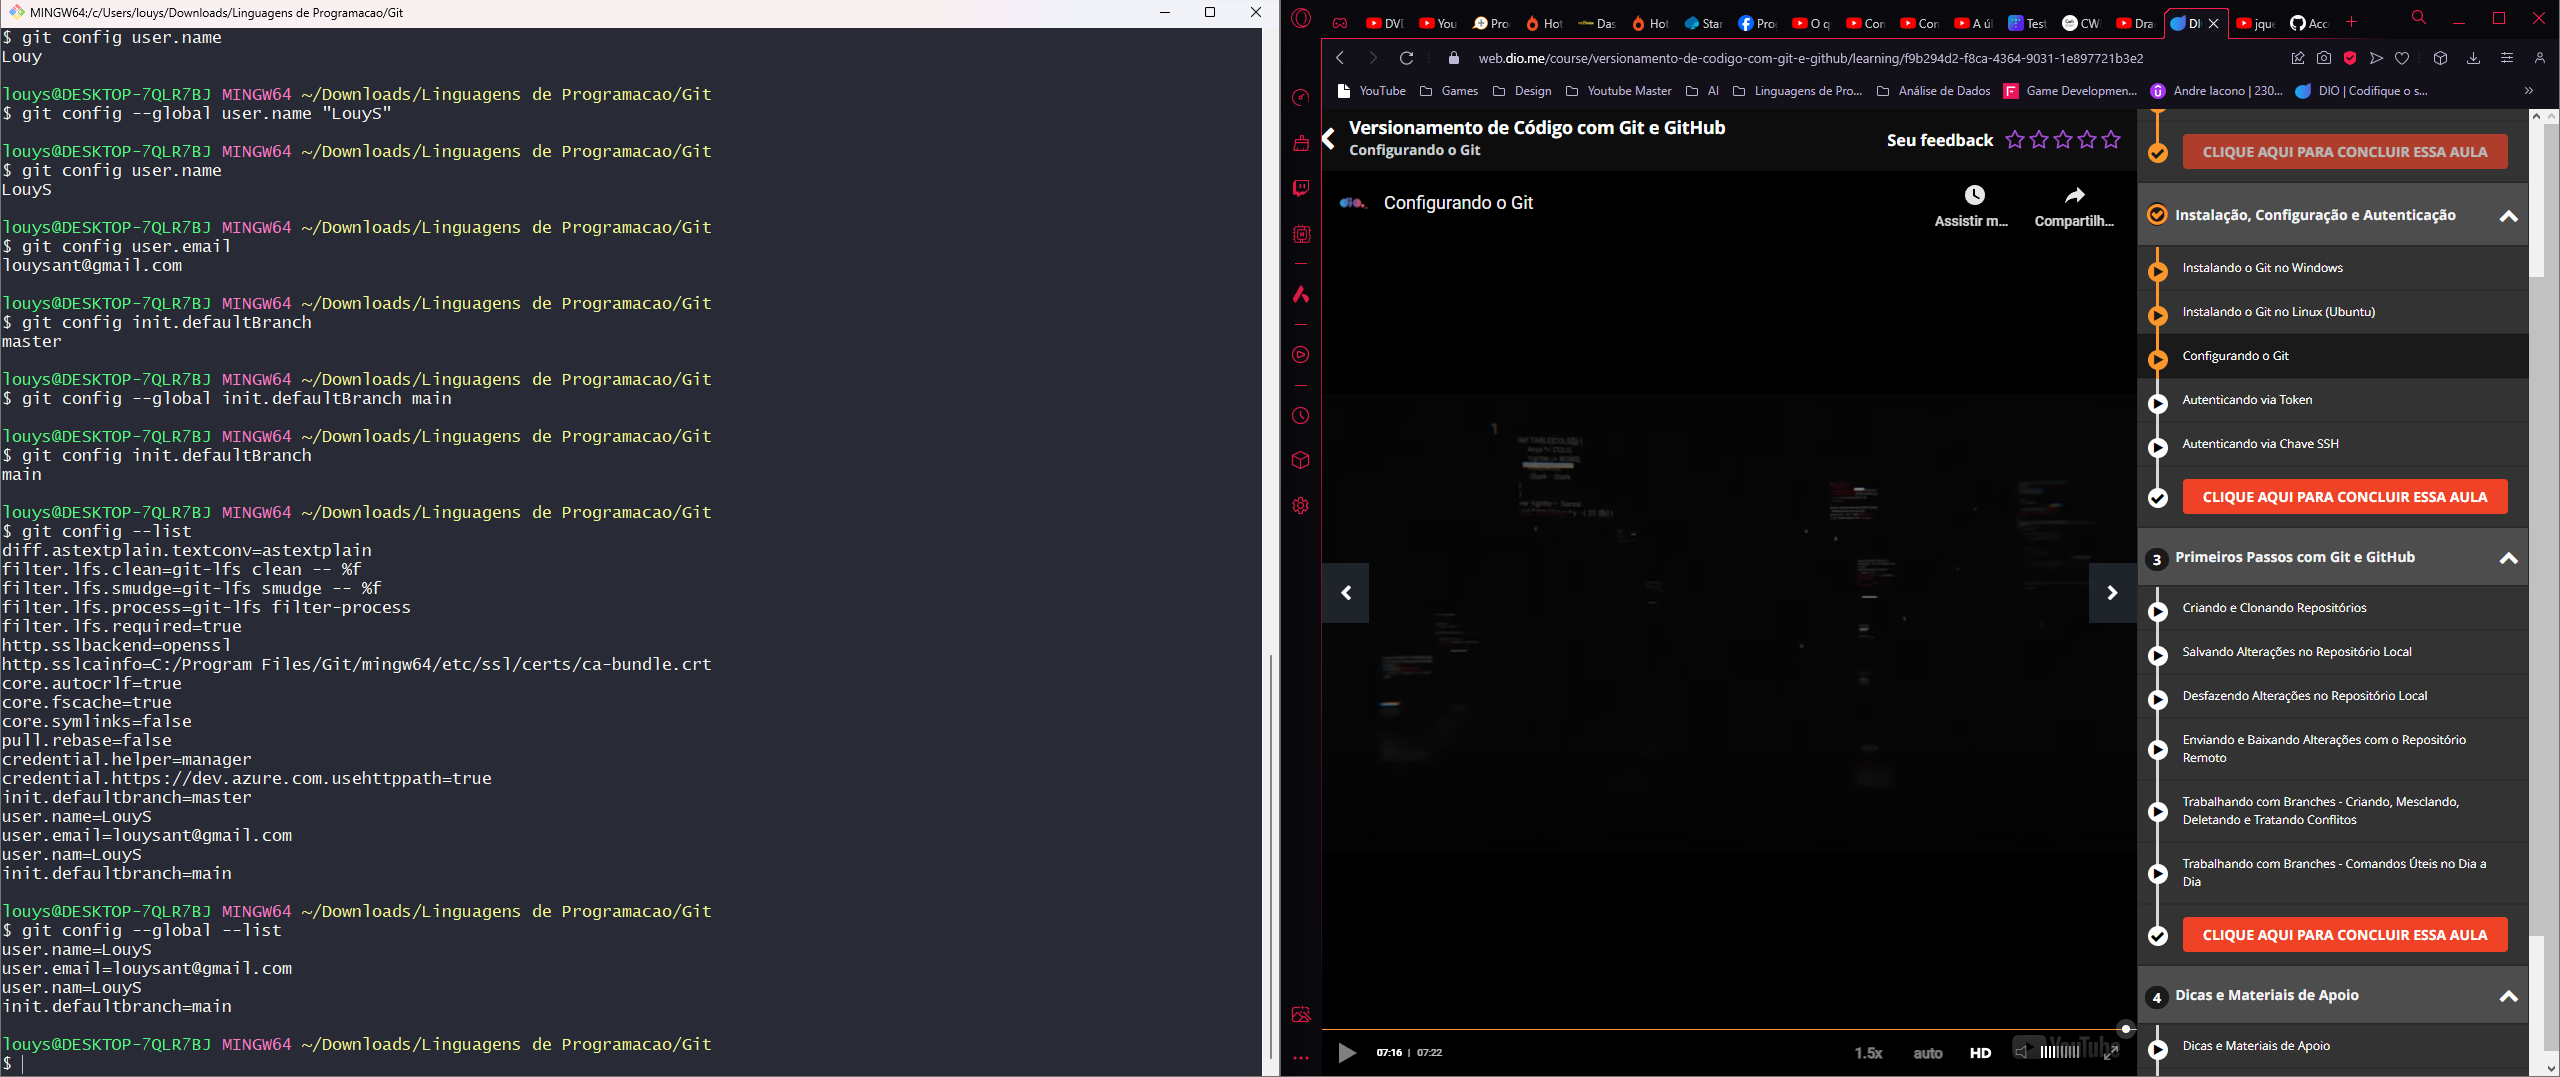 MINGW64:/c/Users/louys/Downloads/Linguagens de Programacao/Git
$ git config user.name
Louy
louys@DESKTOP-7QLR7BJ MINGW64 ~/Downloads/Linguagens de Programacao/Git
$ git config --global user.name "LouyS"
louys@DESKTOP-7QLR7BJ MINGW64 ~/Downloads/Linguagens de Programacao/Git
$ git config user.name
LouyS
louys@DESKTOP-7QLR7BJ MINGW64 ~/Downloads/Linguagens de Programacao/Git
$ git config user.email
louysant@gmail.com
louys@DESKTOP-7QLR7BJ MINGW64 ~/Downloads/Linguagens de Programacao/Git
$ git config init.defaultBranch
master
louys@DESKTOP-7QLR7BJ MINGW64 ~/Downloads/Linguagens de Programacao/Git
$ git config --global init.defaultBranch main
louys@DESKTOP-7QLR7BJ MINGW64 ~/Downloads/Linguagens de Programacao/Git
$ git config init.defaultBranch
main
louys@DESKTOP-7QLR7BJ MINGW64 ~/Downloads/Linguagens de Programacao/Git
$ git config --list
diff.astextplain.textconv=astextplain
filter.lfs.clean=git-lfs clean -- %f
filter.lfs.smudge=git-lfs smudge -- %f
filter.lfs.process=git-lfs filter-process
filter.lfs.required=true
http.sslbackend=openssl
http.sslcainfo=C:/Program Files/Git/mingw64/etc/ssl/certs/ca-bundle.crt
core.autocrlf=true
core.fscache=true
core.symlinks=false
pull.rebase=false
credential.helper=manager
credential.https://dev.azure.com.usehttppath=true
init.defaultbranch=master
user.name=LouyS
user.email=louysant@gmail.com
user.nam=LouyS
init.defaultbranch=main
louys@DESKTOP-7QLR7BJ MINGW64 ~/Downloads/Linguagens de Programacao/Git
$ git config --global --list
user.name=LouyS
user.email=louysant@gmail.com
user.nam=LouyS
init.defaultbranch=main
louys@DESKTOP-7QLR7BJ MINGW64 ~/Downloads/Linguagens de Programacao/Git
$
DVD You Pro Hot Das Hot Star Pro O q Cor Cor A úl Test CW Dra DI jque Acc
web.dio.me/course/versionamento-de-codigo-com-git-e-github/learning/f9b294d2-f8ca-4364-9031-1e897721b3e2
YouTube Games Design Youtube Master AI Linguagens de Pro... Análise de Dados Game Developmen... Andre Iacono | 230... DIO | Codifique o s...
Versionamento de Código com Git e GitHub
Configurando o Git
Seu feedback
dio. Configurando o Git
Assistir m... Compartilh...
07:16 | 07:22
1.5x auto HD YouTube
CLIQUE AQUI PARA CONCLUIR ESSA AULA
Instalação, Configuração e Autenticação
Instalando o Git no Windows
Instalando o Git no Linux (Ubuntu)
Configurando o Git
Autenticando via Token
Autenticando via Chave SSH
CLIQUE AQUI PARA CONCLUIR ESSA AULA
3 Primeiros Passos com Git e GitHub
Criando e Clonando Repositórios
Salvando Alterações no Repositório Local
Desfazendo Alterações no Repositório Local
Enviando e Baixando Alterações com o Repositório
Remoto
Trabalhando com Branches - Criando, Mesclando,
Deletando e Tratando Conflitos
Trabalhando com Branches - Comandos Úteis no Dia a
Dia
CLIQUE AQUI PARA CONCLUIR ESSA AULA
4 Dicas e Materiais de Apoio
Dicas e Materiais de Apoio